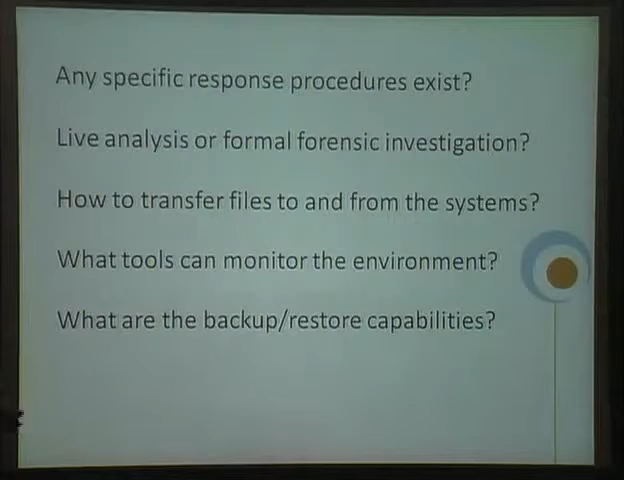 Any specific response procedures exist?
Live analysis or formal forensic investigation?
How to transfer files to and from the systems?
What tools can monitor the environment?
What are the backup/restore capabilities?